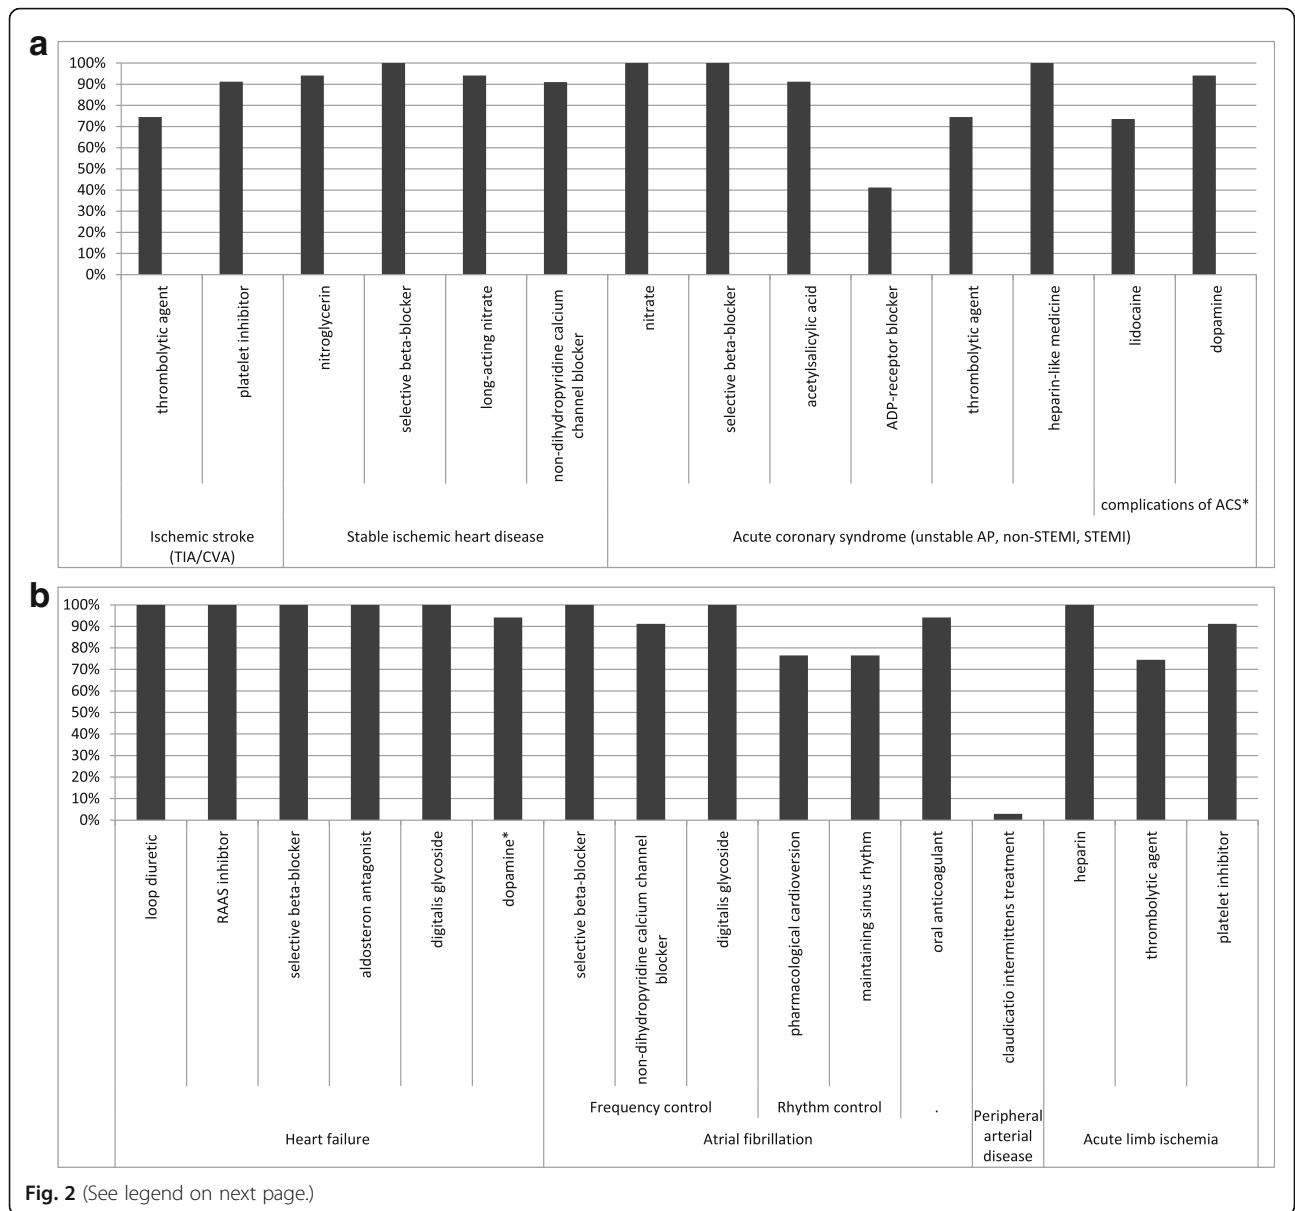 a
100%
90%
80%
70%
60%
50%
40%
30%
20%
10%
0%
thrombolytic agent
platelet inhibitor
nitroglycerin
selective beta-blocker
long-acting nitrate
non-dihydropyridine calcium
channel blocker
nitrate
selective beta-blocker
acetylsalicylic acid
ADP-receptor blocker
thrombolytic agent
heparin-like medicine
lidocaine
dopamine
complications of ACS*
Ischemic stroke
(TIA/CVA)
Stable ischemic heart disease
Acute coronary syndrome (unstable AP, non-STEMI, STEMI)
b
100%
90%
80%
70%
60%
50%
40%
30%
20%
10%
0%
loop diuretic
RAAS inhibtor
selective beta-blocker
aldosteron antagonist
digitalis glycoside
dopamine*
selective beta-blocker
non-dihydropyridine calcium channel
blocker
digitalis glycoside
pharmacological cardioversion
maintaining sinus rhythm
oral anticoagulant
claudicatio intermittens treatment
heparin
thrombolytic agent
platelet inhibitor
Frequency control
Rhythm control
.
Heart failure
Atrial fibrillation
Peripheral
arterial
disease
Acute limb ischemia
Fig. 2 (See legend on next page.)